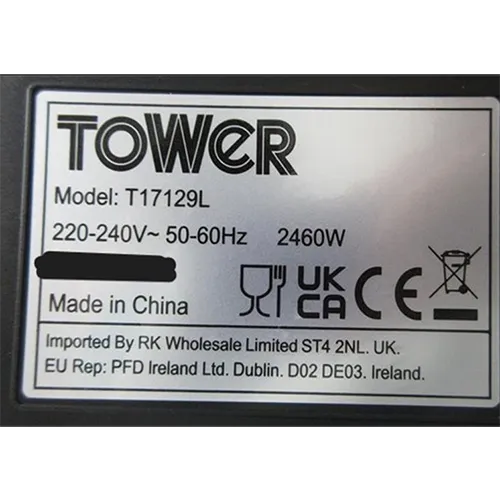 TOWER
Model: T17129L
220-240V~ 50-60Hz 2460W
UK
CA CE
Made in China
Imported By RK Wholesale Limited ST4 2NL. UK.
EU Rep: PFD Ireland Ltd. Dublin. D02 DE03. Ireland.